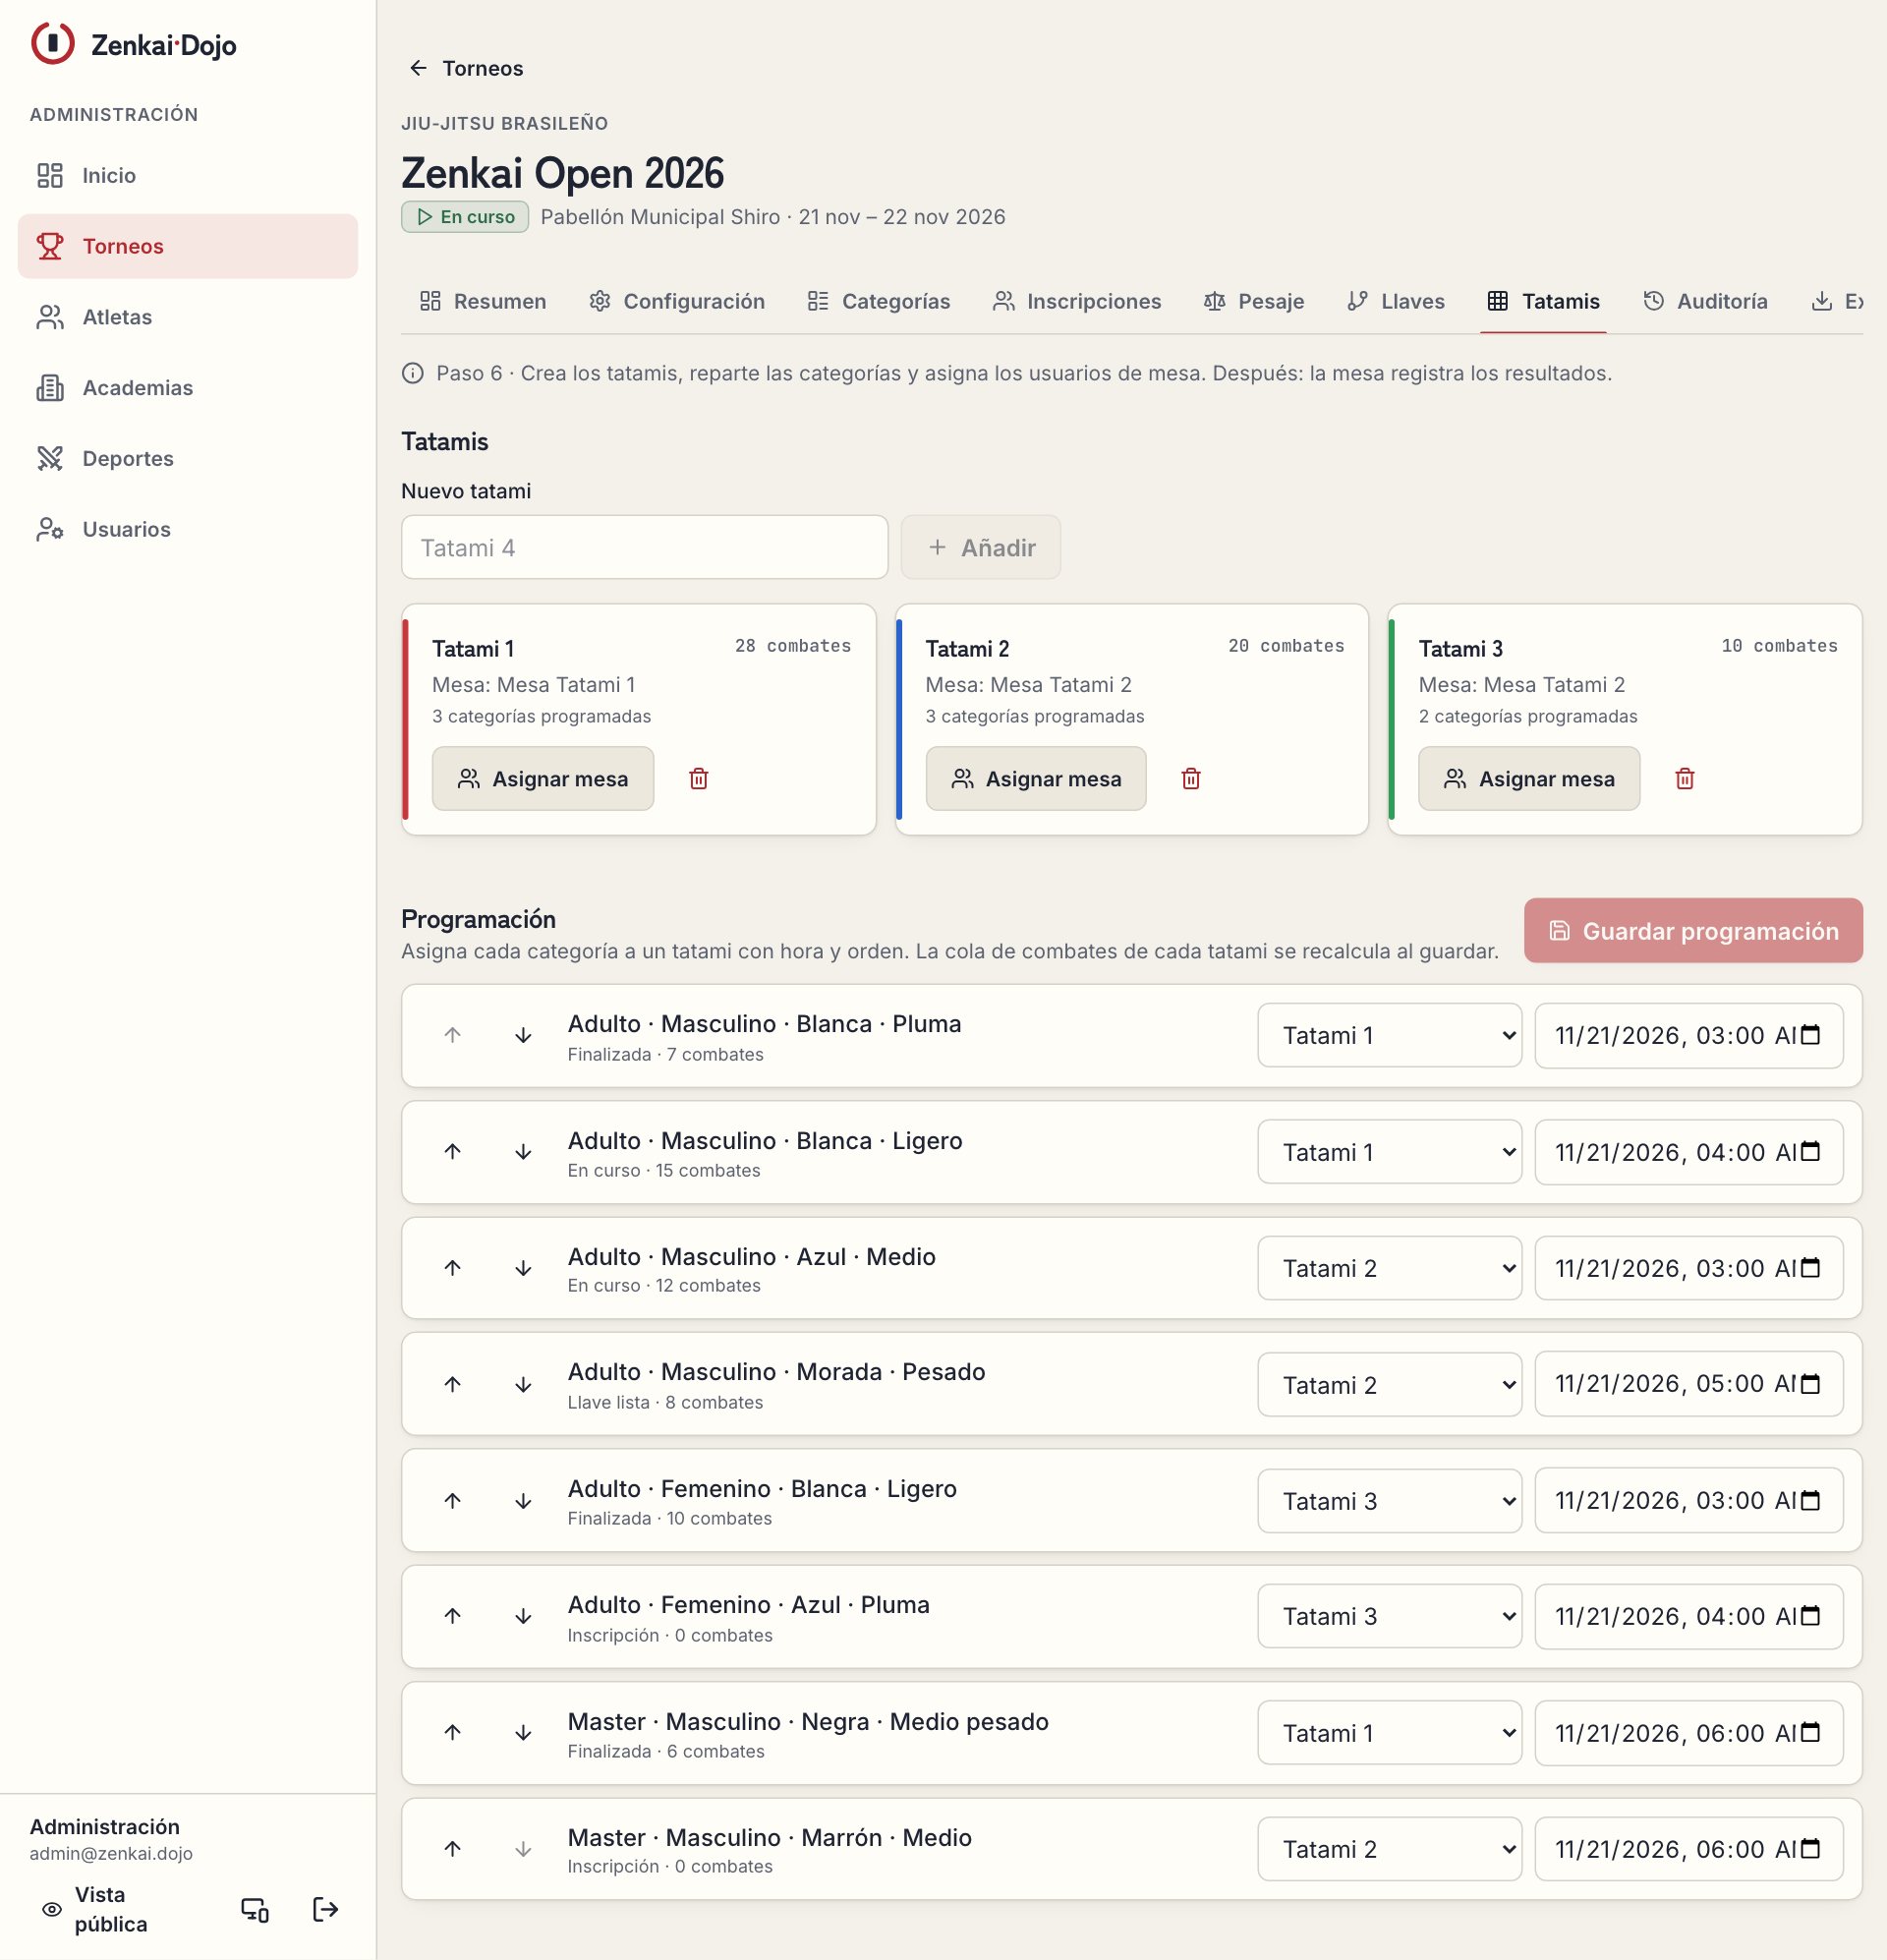 Zenkai·Dojo
ADMINISTRACIÓN
Inicio
Torneos
Atletas
Academias
Deportes
Usuarios
Administración
admin@zenkai.dojo
Vista
pública
Torneos
JIU-JITSU BRASILEÑO
Zenkai Open 2026
En curso Pabellón Municipal Shiro · 21 nov – 22 nov 2026
Resumen Configuración Categorías Inscripciones Pesaje Llaves Tatamis Auditoría
Paso 6 · Crea los tatamis, reparte las categorías y asigna los usuarios de mesa. Después: la mesa registra los resultados.
Tatamis
Nuevo tatami
Tatami 4
Añadir
Tatami 1 28 combates
Mesa: Mesa Tatami 1
3 categorías programadas
Asignar mesa
Tatami 2 20 combates
Mesa: Mesa Tatami 2
3 categorías programadas
Asignar mesa
Tatami 3 10 combates
Mesa: Mesa Tatami 2
2 categorías programadas
Asignar mesa
Programación
Asigna cada categoría a un tatami con hora y orden. La cola de combates de cada tatami se recalcula al guardar.
Guardar programación
Adulto · Masculino · Blanca · Pluma
Finalizada · 7 combates
Tatami 1 11/21/2026, 03:00
Adulto · Masculino · Blanca · Ligero
En curso · 15 combates
Tatami 1 11/21/2026, 04:00
Adulto · Masculino · Azul · Medio
En curso · 12 combates
Tatami 2 11/21/2026, 03:00
Adulto · Masculino · Morada · Pesado
Llave lista · 8 combates
Tatami 2 11/21/2026, 05:00
Adulto · Femenino · Blanca · Ligero
Finalizada · 10 combates
Tatami 3 11/21/2026, 03:00
Adulto · Femenino · Azul · Pluma
Inscripción · 0 combates
Tatami 3 11/21/2026, 04:00
Master · Masculino · Negra · Medio pesado
Finalizada · 6 combates
Tatami 1 11/21/2026, 06:00
Master · Masculino · Marrón · Medio
Inscripción · 0 combates
Tatami 2 11/21/2026, 06:00